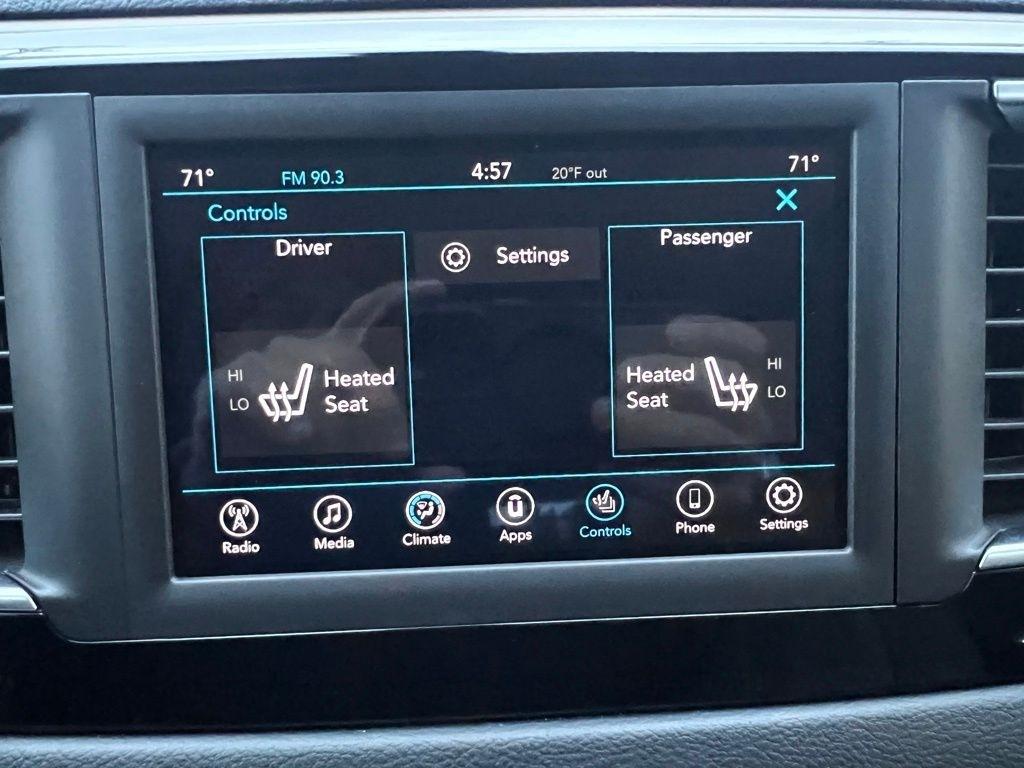 71° FM 90.3 4:57 20°F out 71°
Controls
Driver
Settings
Passenger
HI
LO
Heated
Seat
Heated
Seat
HI
LO
Radio Media Climate Apps Controls Phone Settings